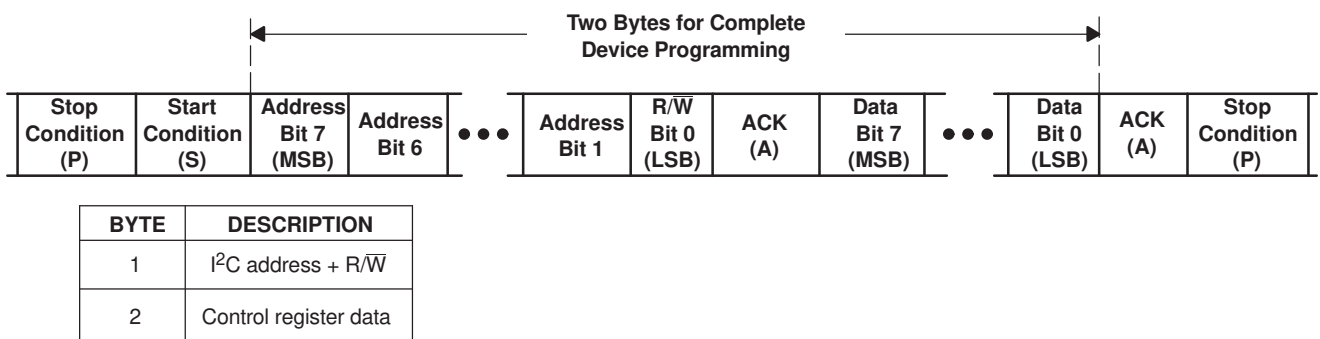 Two Bytes for Complete
Device Programming
Stop Condition (P) Start Condition (S) Address Bit 7 (MSB) Address Bit 6 ••• Address Bit 1 R/W̅ Bit 0 (LSB) ACK (A) Data Bit 7 (MSB) ••• Data Bit 0 (LSB) ACK (A) Stop Condition (P)
BYTE DESCRIPTION
1 I²C address + R/W̅
2 Control register data